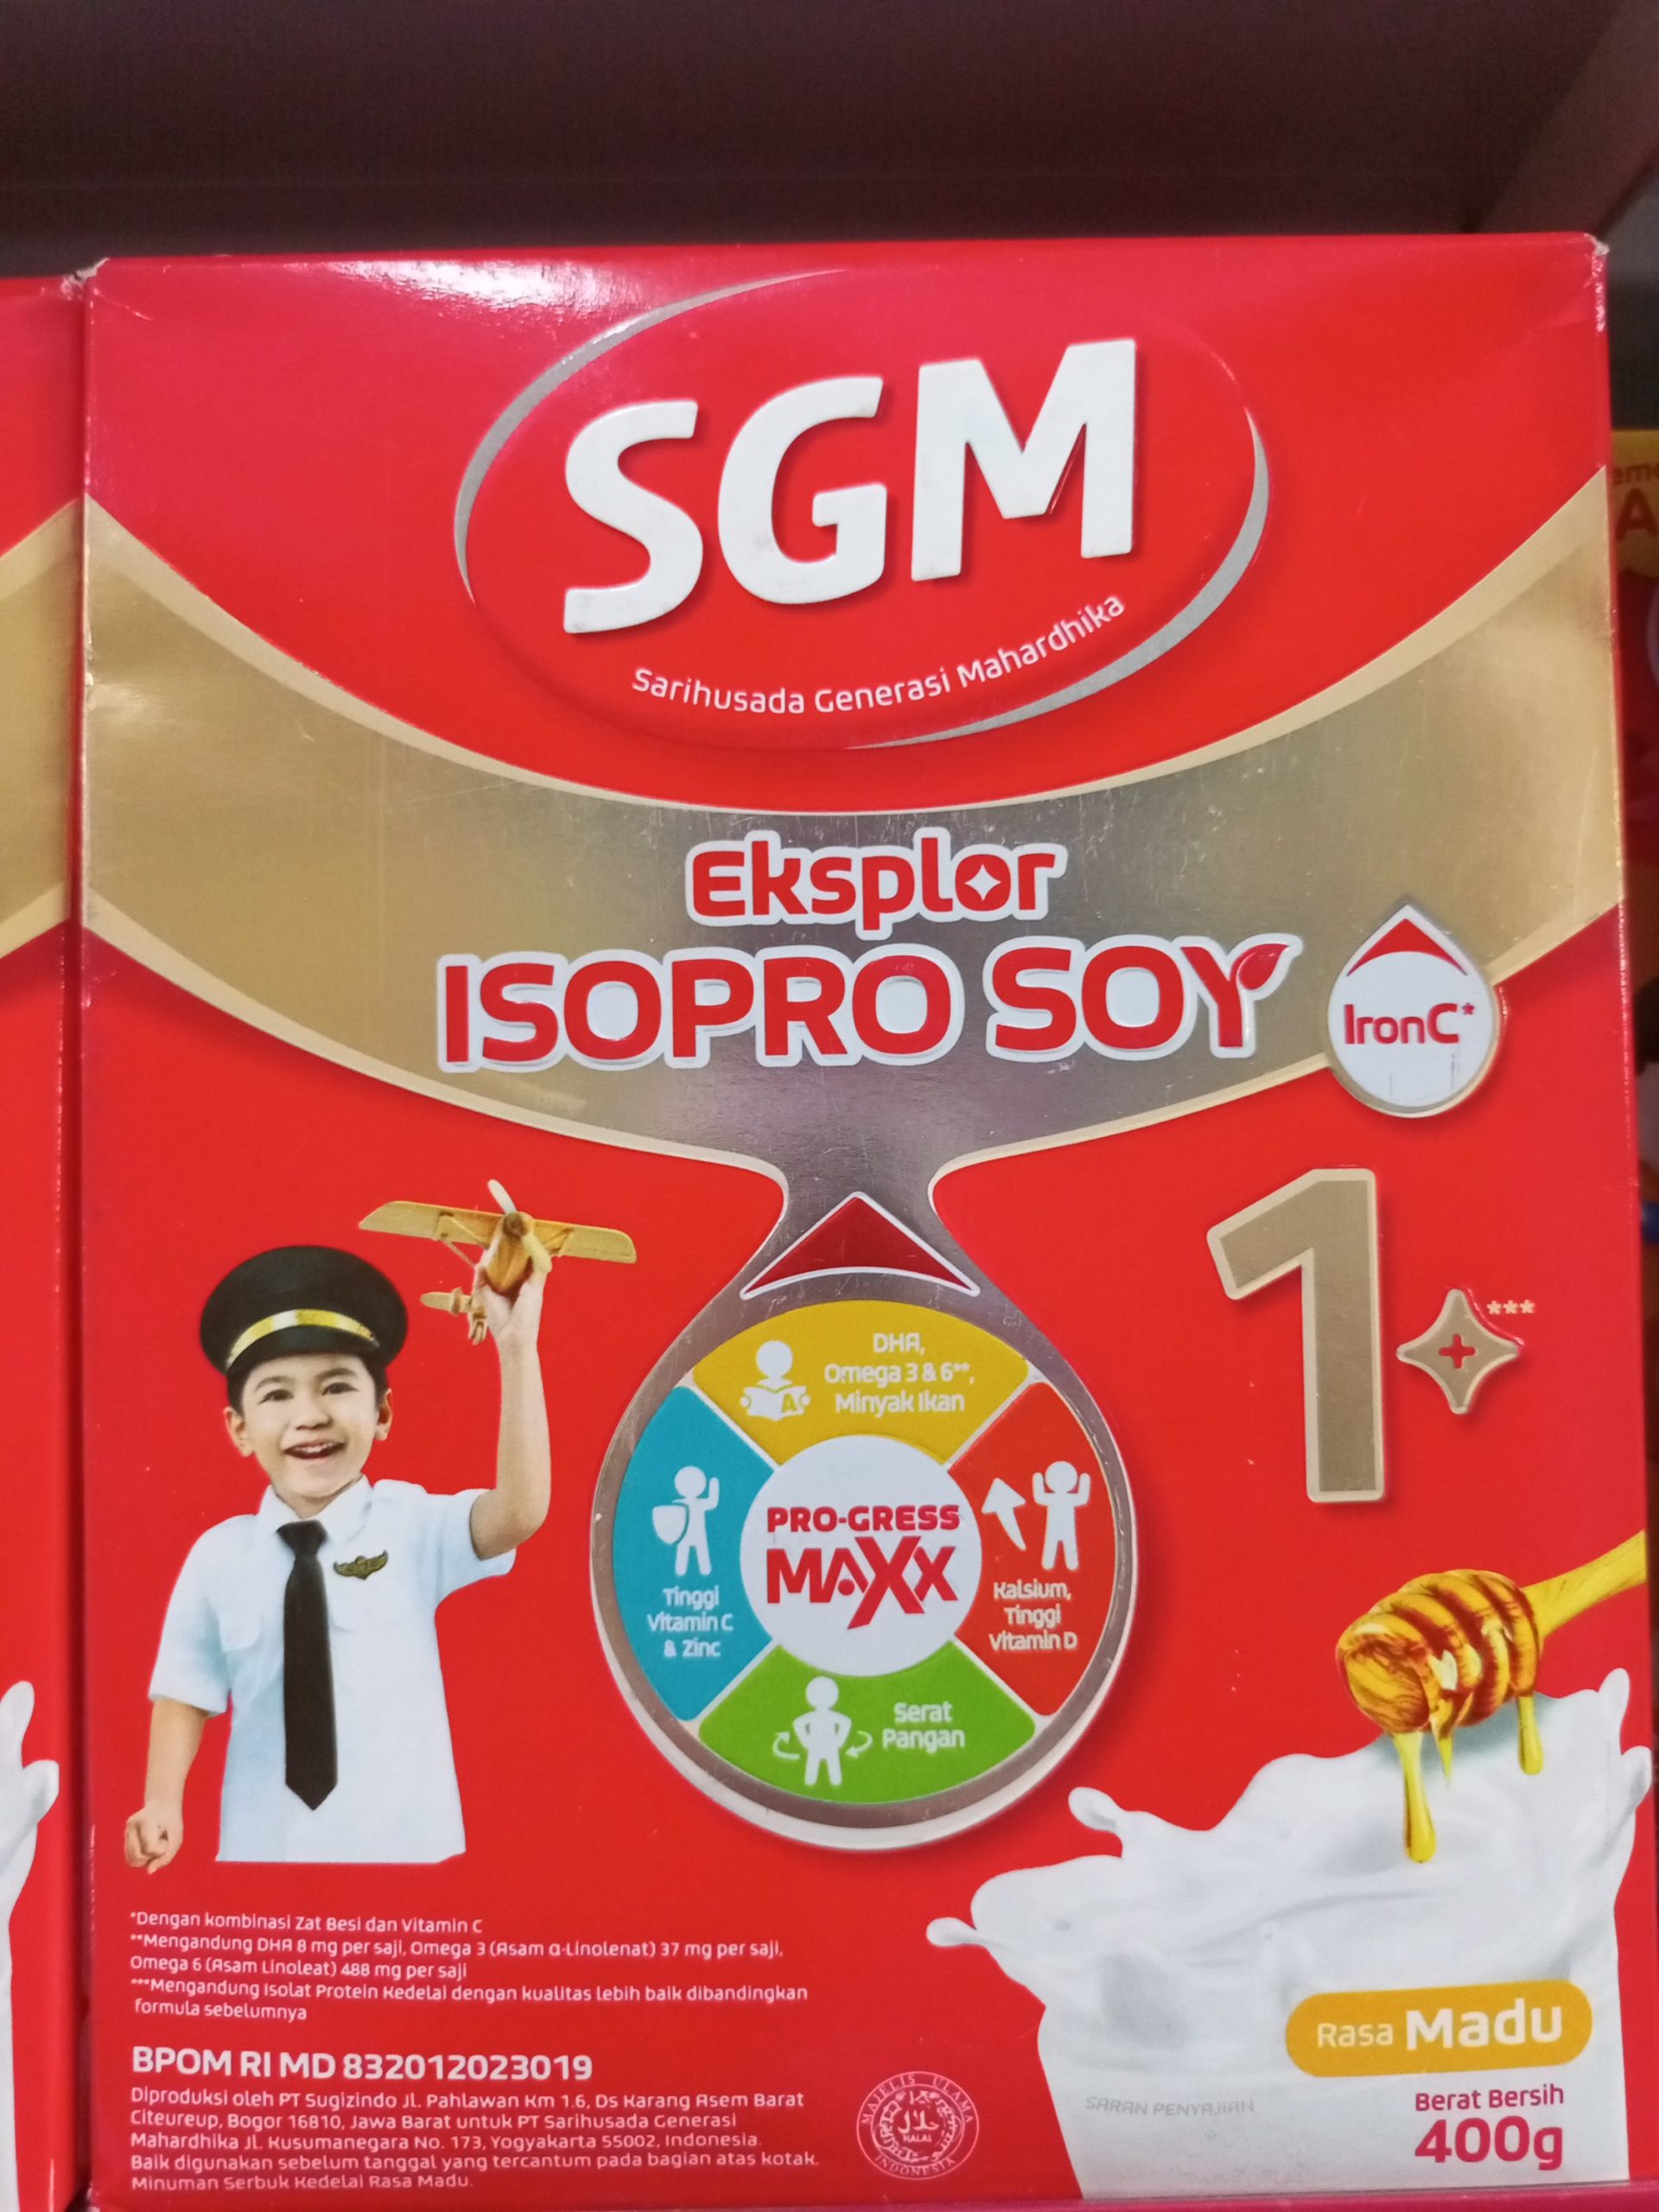 SGM
Sarihusada Generasi Mahardhika
Eksplor
ISOPRO SOY
IronC*
1+***
DHA,
Omega 3 & 6**,
Minyak Ikan
A
Tinggi
Vitamin C
& Zinc
PRO-GRESS
MAXX
Kalsium,
Tinggi
Vitamin D
Serat
Pangan
*Dengan kombinasi Zat Besi dan Vitamin C
**Mengandung DHA 8 mg per saji, Omega 3 (Asam α-Linolenat) 37 mg per saji,
Omega 6 (Asam Linoleat) 488 mg per saji
***Mengandung Isolat Protein Kedelai dengan kualitas lebih baik dibandingkan
formula sebelumnya
BPOM RI MD 832012023019
Diproduksi oleh PT Sugizindo Jl. Pahlawan Km 1.6, Ds Karang Asem Barat
Citeureup, Bogor 16810, Jawa Barat untuk PT Sarihusada Generasi
Mahardhika Jl. Kusumanegara No. 173, Yogyakarta 55002, Indonesia.
Baik digunakan sebelum tanggal yang tercantum pada bagian atas kotak.
Minuman Serbuk Kedelai Rasa Madu.
MAJELIS ULAMA
حلال
HALAL
INDONESIA
SARAN PENYAJIAN
Rasa Madu
Berat Bersih
400g